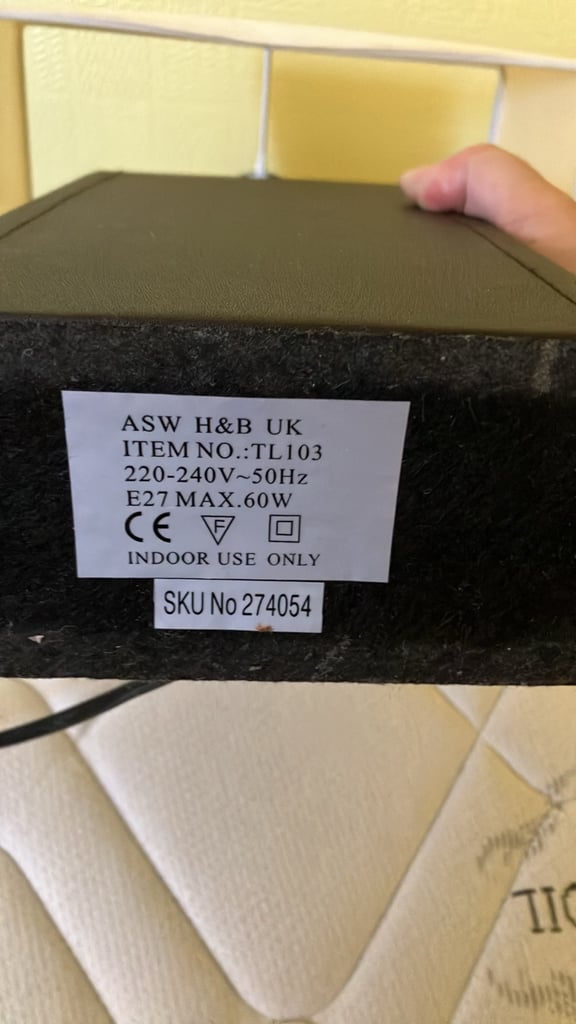 ASW H&B UK
ITEM NO.:TL103
220-240V~50Hz
E27 MAX.60W
CE F
INDOOR USE ONLY
SKU No 274054